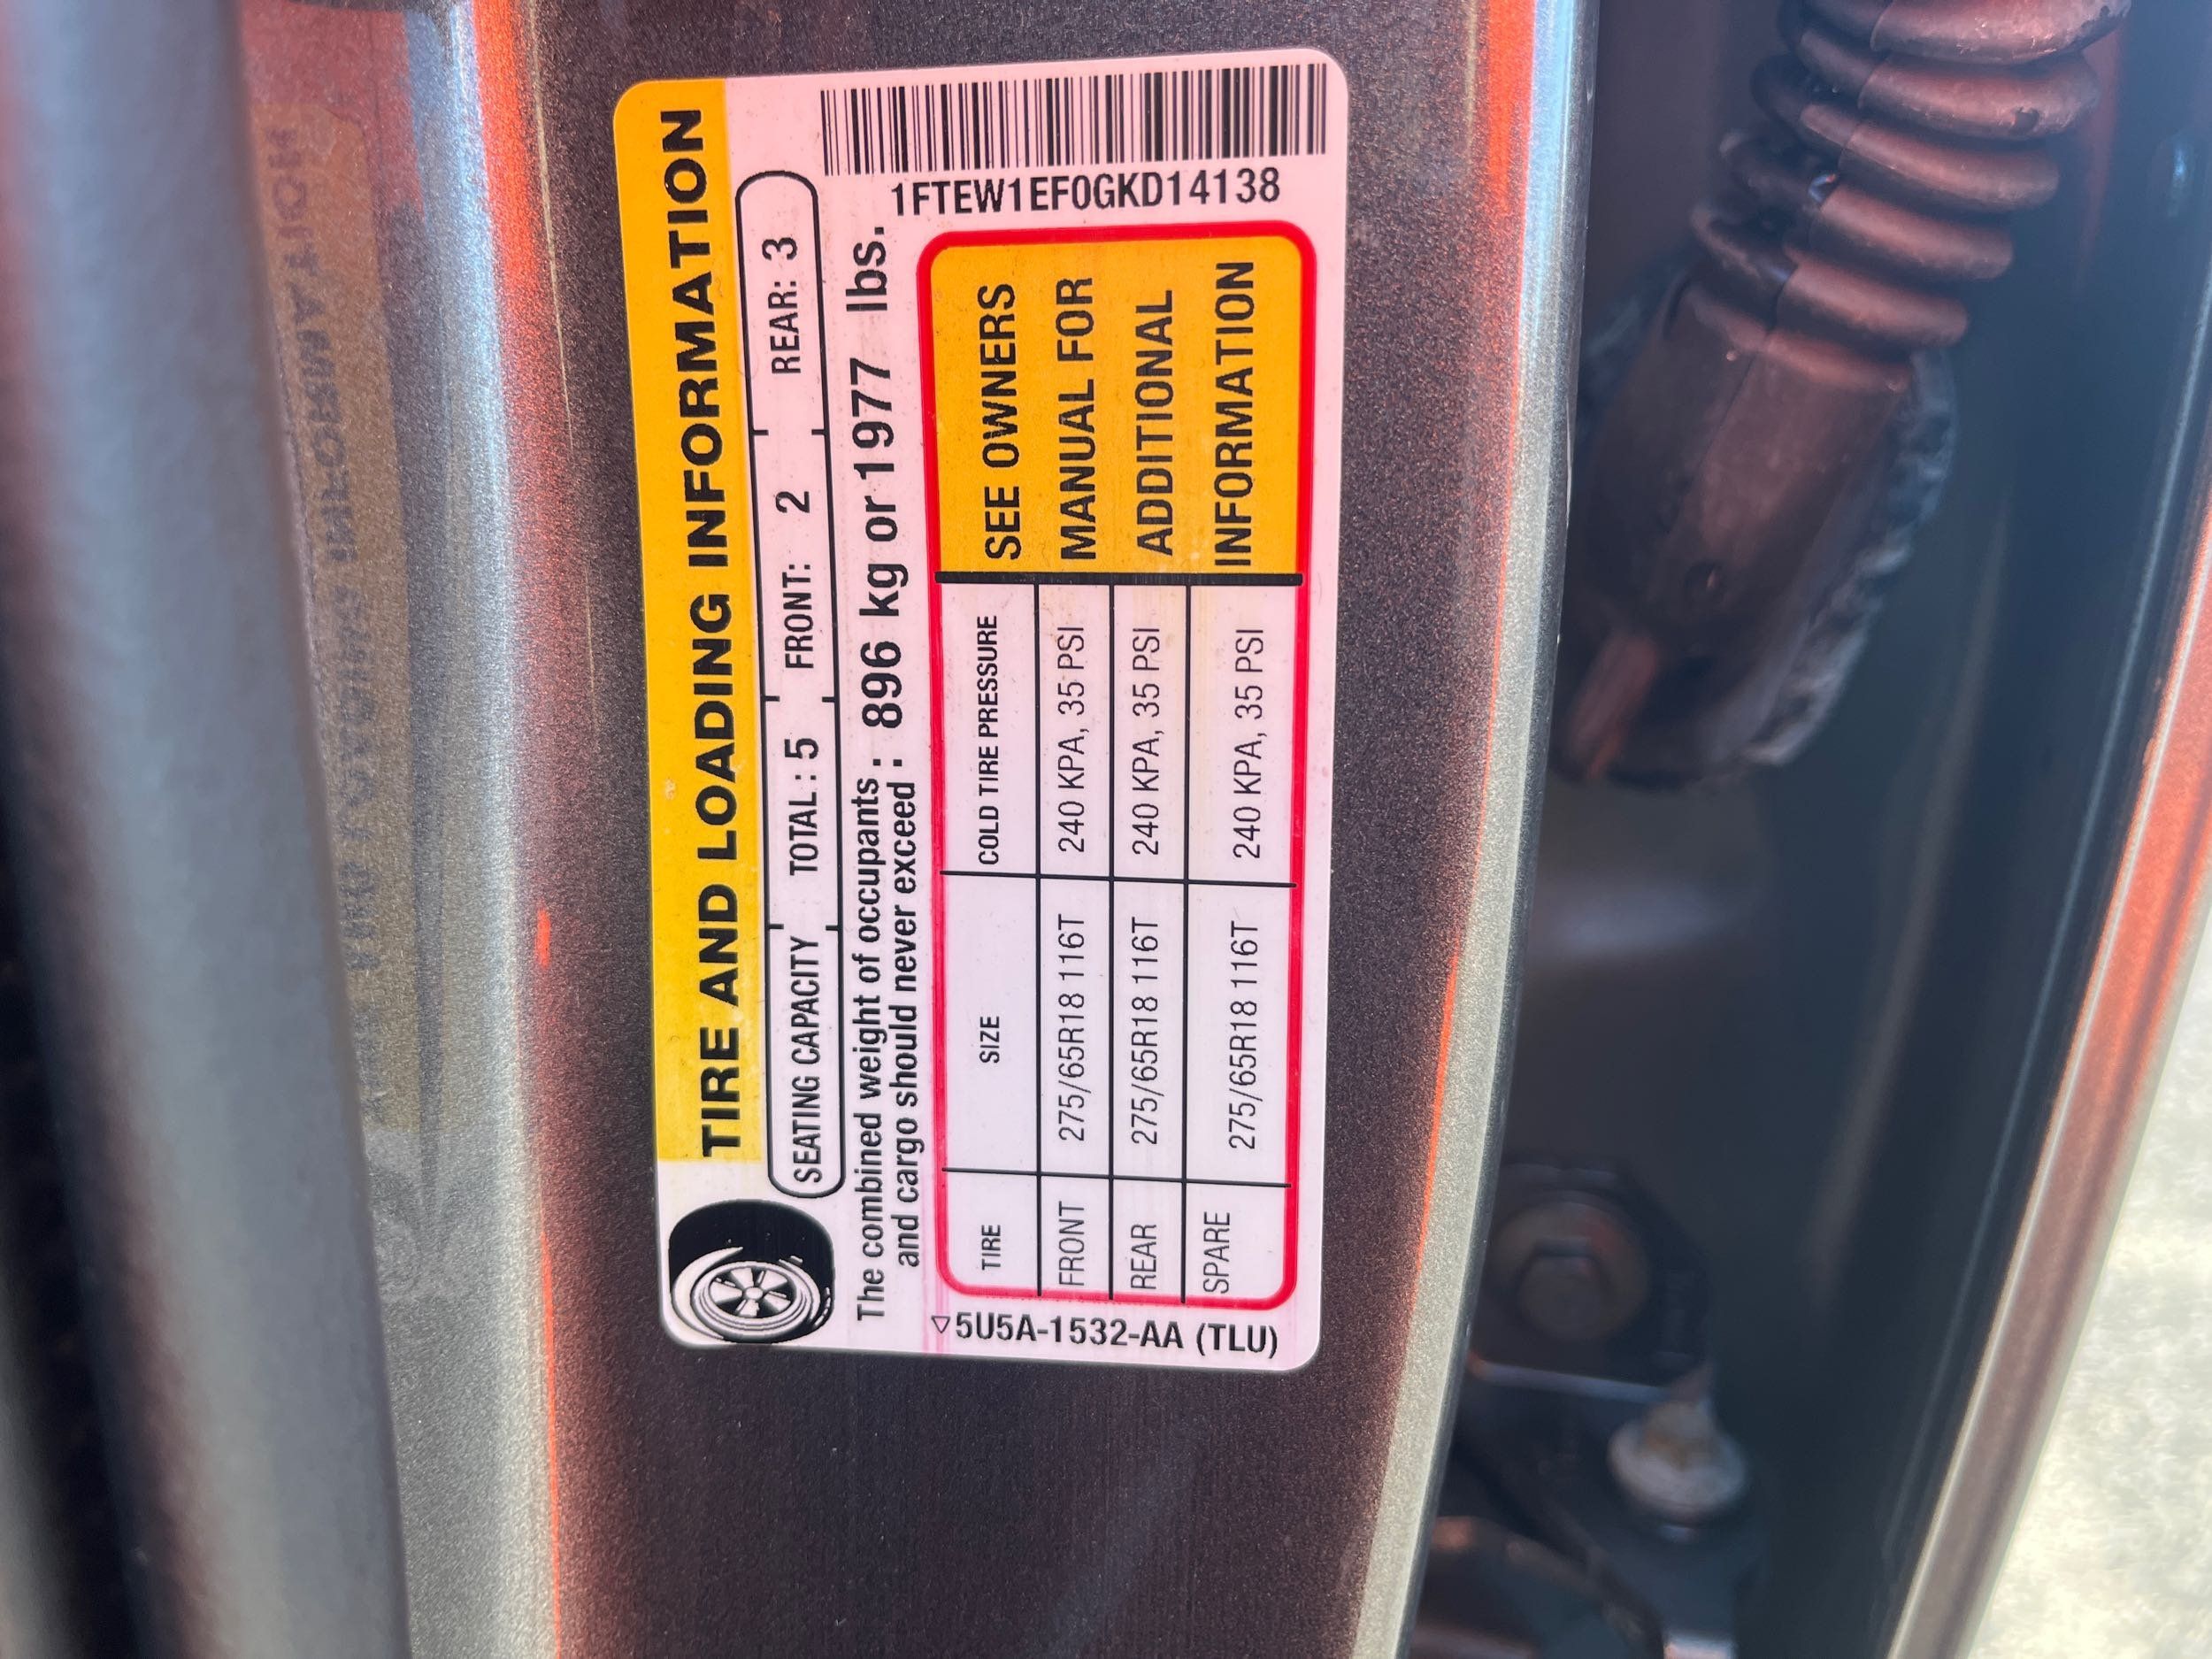 TIRE AND LOADING INFORMATION
SEATING CAPACITY TOTAL : 5 FRONT: 2 REAR: 3
The combined weight of occupants
and cargo should never exceed : 896 kg or 1977 lbs.
TIRE SIZE COLD TIRE PRESSURE
FRONT 275/65R18 116T 240 KPA, 35 PSI
REAR 275/65R18 116T 240 KPA, 35 PSI
SPARE 275/65R18 116T 240 KPA, 35 PSI
SEE OWNERS
MANUAL FOR
ADDITIONAL
INFORMATION
1FTEW1EF0GKD14138
5U5A-1532-AA (TLU)